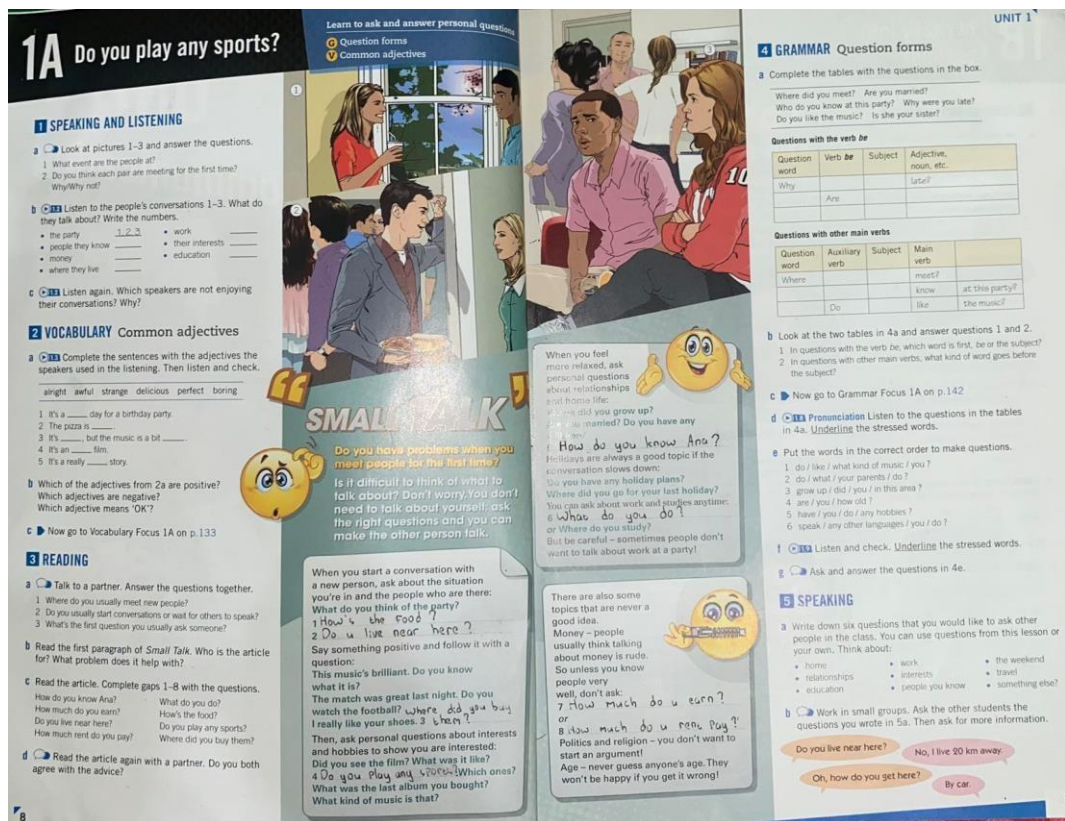 1A Do you play any sports?
Learn to ask and answer personal questions
G Question forms
V Common adjectives
1 SPEAKING AND LISTENING
a Look at pictures 1–3 and answer the questions.
1 What event are the people at?
2 Do you think each pair are meeting for the first time?
Why/Why not?
b 1.2 Listen to the people's conversations 1–3. What do
they talk about? Write the numbers.
• the party 1, 2, 3 • work
• people they know • their interests
• money • education
• where they live
c 1.2 Listen again. Which speakers are not enjoying
their conversations? Why?
2 VOCABULARY Common adjectives
a 1.3 Complete the sentences with the adjectives the
speakers used in the listening. Then listen and check.
alright awful strange delicious perfect boring
1 It's a ____ day for a birthday party.
2 The pizza is ____.
3 It's ____, but the music is a bit ____.
4 It's an ____ film.
5 It's a really ____ story.
b Which of the adjectives from 2a are positive?
Which adjectives are negative?
Which adjective means 'OK'?
c Now go to Vocabulary Focus 1A on p.133
3 READING
a Talk to a partner. Answer the questions together.
1 Where do you usually meet new people?
2 Do you usually start conversations or wait for others to speak?
3 What's the first question you usually ask someone?
b Read the first paragraph of Small Talk. Who is the article
for? What problem does it help with?
c Read the article. Complete gaps 1–8 with the questions.
How do you know Ana? What do you do?
How much do you earn? How's the food?
Do you live near here? Do you play any sports?
How much rent do you pay? Where did you buy them?
d Read the article again with a partner. Do you both
agree with the advice?
8
1
2
3
SMALL TALK
Do you have problems when you
meet people for the first time?
Is it difficult to think of what to
talk about? Don't worry. You don't
need to talk about yourself: ask
the right questions and you can
make the other person talk.
When you start a conversation with
a new person, ask about the situation
you're in and the people who are there:
What do you think of the party?
1 How's the food?
2 Do u live near here?
Say something positive and follow it with a
question:
This music's brilliant. Do you know
what it is?
The match was great last night. Do you
watch the football? where did you buy
I really like your shoes. 3 them?
Then, ask personal questions about interests
and hobbies to show you are interested:
Did you see the film? What was it like?
4 Do you Play any sports? Which ones?
What was the last album you bought?
What kind of music is that?
When you feel
more relaxed, ask
personal questions
about relationships
and home life:
did you grow up?
married? Do you have any
How do you know Ana?
Holidays are always a good topic if the
conversation slows down:
Do you have any holiday plans?
Where did you go for your last holiday?
You can ask about work and studies anytime:
6 What do you do?
or Where do you study?
But be careful – sometimes people don't
want to talk about work at a party!
There are also some
topics that are never a
good idea.
Money – people
usually think talking
about money is rude.
So unless you know
people very
well, don't ask:
7 How much do u earn?
or
8 How much do u rent Pay?
Politics and religion – you don't want to
start an argument!
Age – never guess anyone's age. They
won't be happy if you get it wrong!
UNIT 1
4 GRAMMAR Question forms
a Complete the tables with the questions in the box.
Where did you meet? Are you married?
Who do you know at this party? Why were you late?
Do you like the music? Is she your sister?
Questions with the verb be
Question word Verb be Subject Adjective, noun, etc.
Why late?
Are
Questions with other main verbs
Question word Auxiliary verb Subject Main verb
Where meet?
know at this party?
Do like the music?
b Look at the two tables in 4a and answer questions 1 and 2.
1 In questions with the verb be, which word is first, be or the subject?
2 In questions with other main verbs, what kind of word goes before
the subject?
c Now go to Grammar Focus 1A on p.142
d Pronunciation Listen to the questions in the tables
in 4a. Underline the stressed words.
e Put the words in the correct order to make questions.
1 do / like / what kind of music / you ?
2 do / what / your parents / do ?
3 grow up / did / you / in this area ?
4 are / you / how old ?
5 have / you / do / any hobbies ?
6 speak / any other languages / you / do ?
f Listen and check. Underline the stressed words.
g Ask and answer the questions in 4e.
5 SPEAKING
a Write down six questions that you would like to ask other
people in the class. You can use questions from this lesson or
your own. Think about:
• home • work • the weekend
• relationships • interests • travel
• education • people you know • something else?
b Work in small groups. Ask the other students the
questions you wrote in 5a. Then ask for more information.
Do you live near here?
No, I live 20 km away.
Oh, how do you get here?
By car.